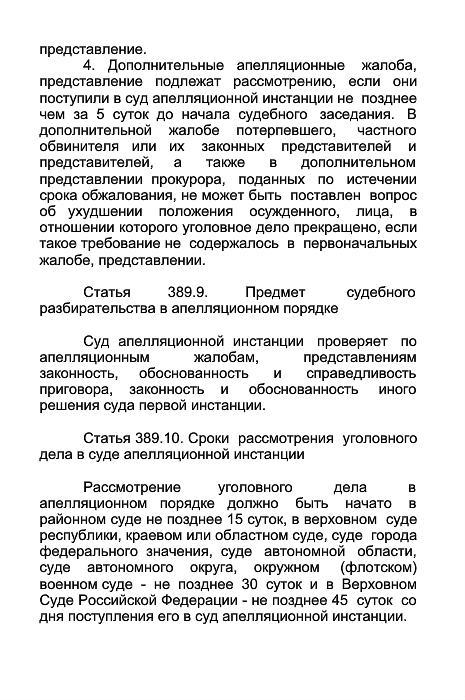 представление.
4. Дополнительные апелляционные жалоба,
представление подлежат рассмотрению, если они
поступили в суд апелляционной инстанции не позднее
чем за 5 суток до начала судебного заседания. В
дополнительной жалобе потерпевшего, частного
обвинителя или их законных представителей и
представителей, а также в дополнительном
представлении прокурора, поданных по истечении
срока обжалования, не может быть поставлен вопрос
об ухудшении положения осужденного, лица, в
отношении которого уголовное дело прекращено, если
такое требование не содержалось в первоначальных
жалобе, представлении.
Статья 389.9. Предмет судебного
разбирательства в апелляционном порядке
Суд апелляционной инстанции проверяет по
апелляционным жалобам, представлениям
законность, обоснованность и справедливость
приговора, законность и обоснованность иного
решения суда первой инстанции.
Статья 389.10. Сроки рассмотрения уголовного
дела в суде апелляционной инстанции
Рассмотрение уголовного дела в
апелляционном порядке должно быть начато в
районном суде не позднее 15 суток, в верховном суде
республики, краевом или областном суде, суде города
федерального значения, суде автономной области,
суде автономного округа, окружном (флотском)
военном суде - не позднее 30 суток и в Верховном
Суде Российской Федерации - не позднее 45 суток со
дня поступления его в суд апелляционной инстанции.